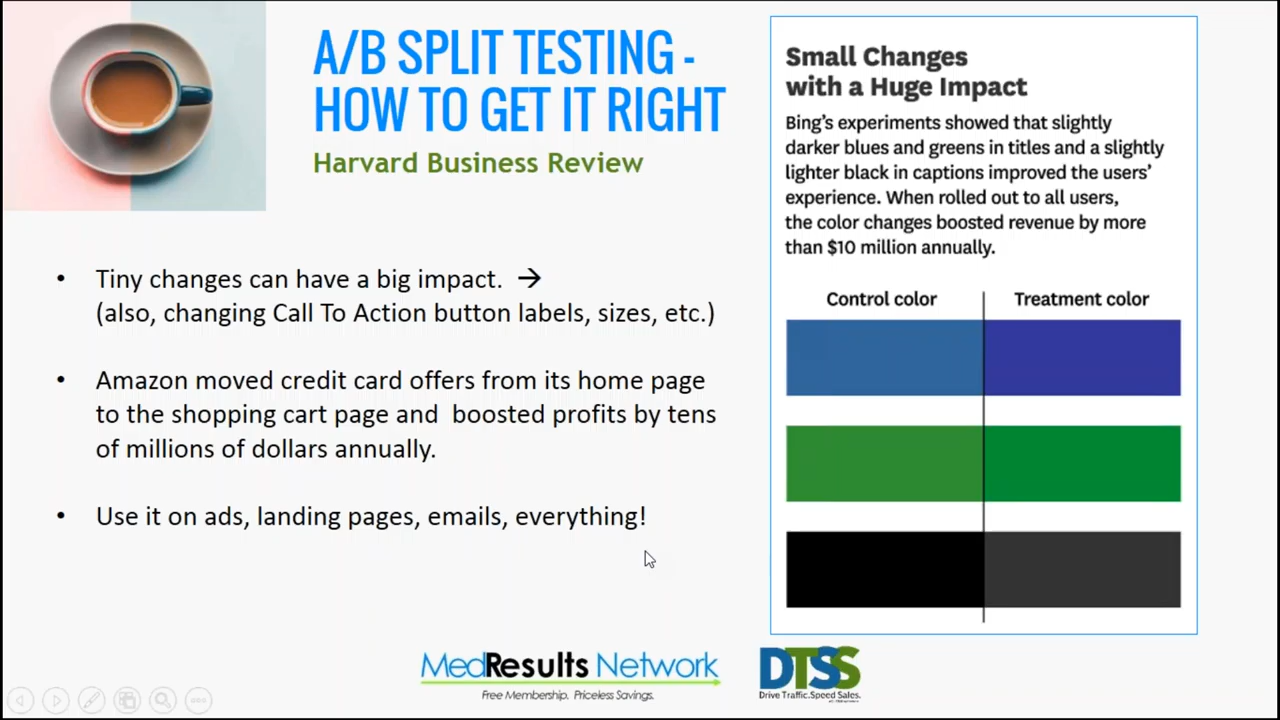 A/B SPLIT TESTING -
HOW TO GET IT RIGHT
Harvard Business Review
• Tiny changes can have a big impact. →
(also, changing Call To Action button labels, sizes, etc.)
• Amazon moved credit card offers from its home page
to the shopping cart page and  boosted profits by tens
of millions of dollars annually.
• Use it on ads, landing pages, emails, everything!
Small Changes
with a Huge Impact
Bing’s experiments showed that slightly
darker blues and greens in titles and a slightly
lighter black in captions improved the users’
experience. When rolled out to all users,
the color changes boosted revenue by more
than $10 million annually.
Control color Treatment color
MedResults Network
Free Membership. Priceless Savings.
DTSS
Drive Traffic.Speed Sales.